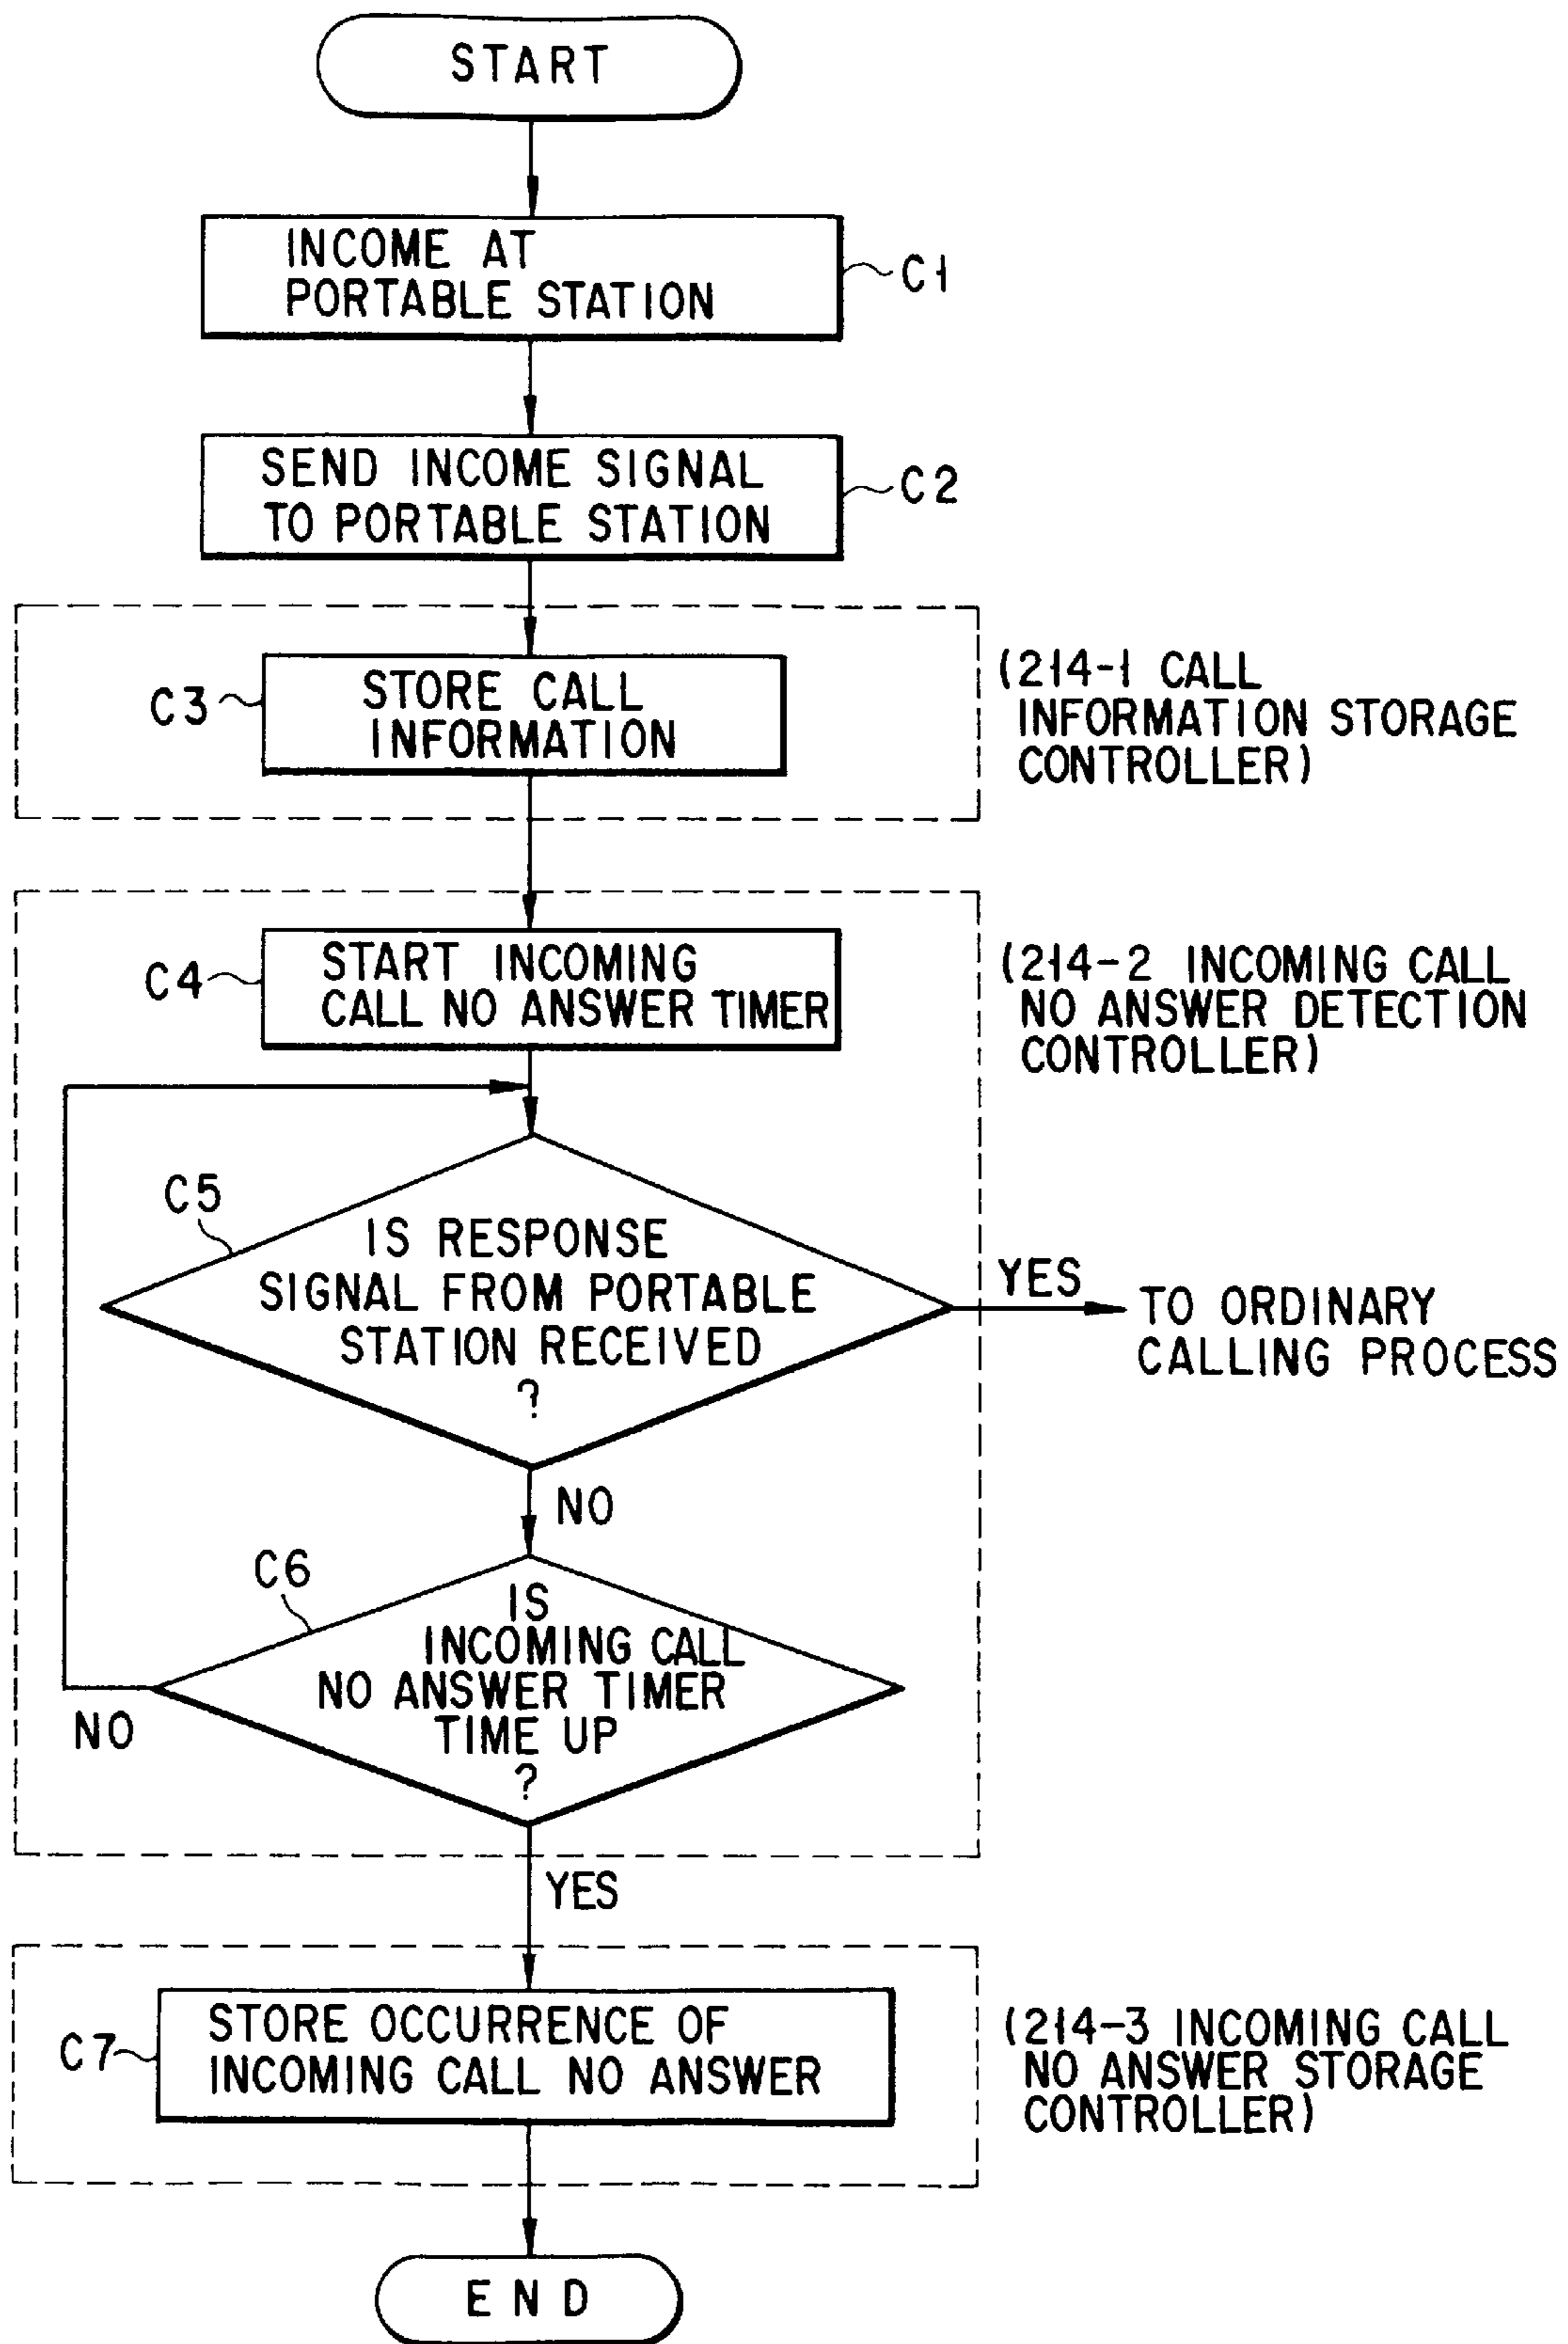 START
INCOME AT
PORTABLE STATION
C1
SEND INCOME SIGNAL
TO PORTABLE STATION
C2
C3
STORE CALL
INFORMATION
(214-1 CALL
INFORMATION STORAGE
CONTROLLER)
C4
START INCOMING
CALL NO ANSWER TIMER
(214-2 INCOMING CALL
NO ANSWER DETECTION
CONTROLLER)
C5
IS RESPONSE
SIGNAL FROM PORTABLE
STATION RECEIVED
?
YES
TO ORDINARY
CALLING PROCESS
NO
C6
IS
INCOMING CALL
NO ANSWER TIMER
TIME UP
?
NO
YES
C7
STORE OCCURRENCE OF
INCOMING CALL NO ANSWER
(214-3 INCOMING CALL
NO ANSWER STORAGE
CONTROLLER)
END